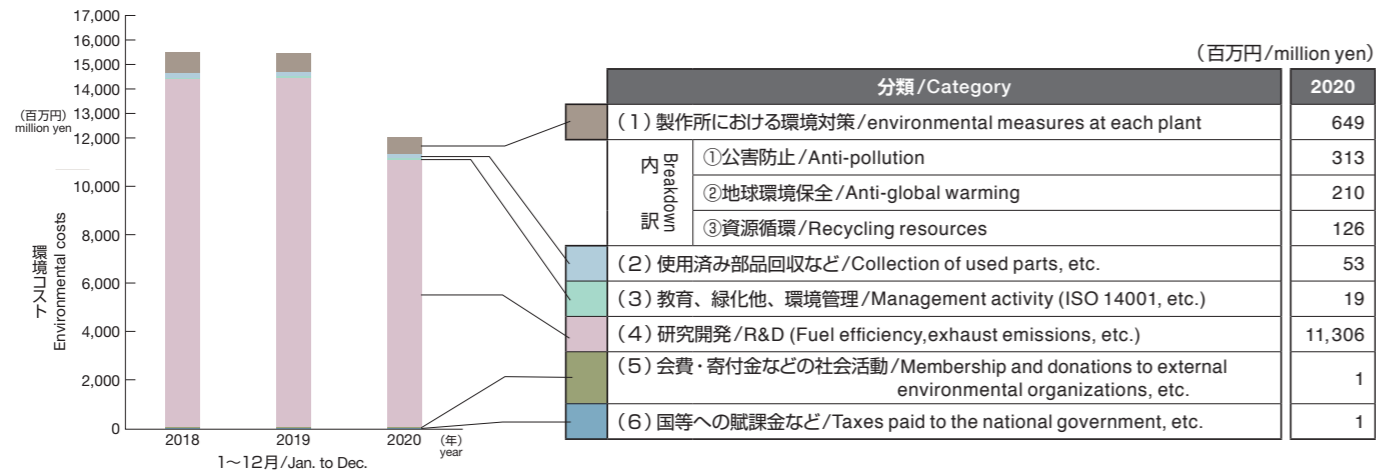 17,000
16,000
15,000
14,000
13,000
12,000
10,000
8,000
6,000
4,000
2,000
0
（百万円）
million yen
環境コスト
Environmental costs
2018 2019 2020 （年）
year
1～12月/Jan. to Dec.
（百万円/million yen）
分類/Category 2020
（1）製作所における環境対策/environmental measures at each plant 649
内訳 Breakdown
①公害防止/Anti-pollution 313
②地球環境保全/Anti-global warming 210
③資源循環/Recycling resources 126
（2）使用済み部品回収など/Collection of used parts, etc. 53
（3）教育、緑化他、環境管理/Management activity (ISO 14001, etc.) 19
（4）研究開発/R&D (Fuel efficiency,exhaust emissions, etc.) 11,306
（5）会費・寄付金などの社会活動/Membership and donations to external
environmental organizations, etc. 1
（6）国等への賦課金など/Taxes paid to the national government, etc. 1